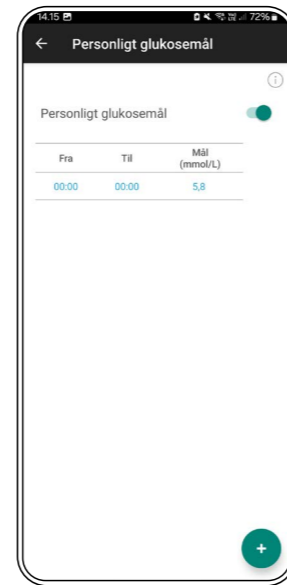 14.15
72%
Personligt glukosemål
Personligt glukosemål
Fra Til Mål
(mmol/L)
00:00 00:00 5,8